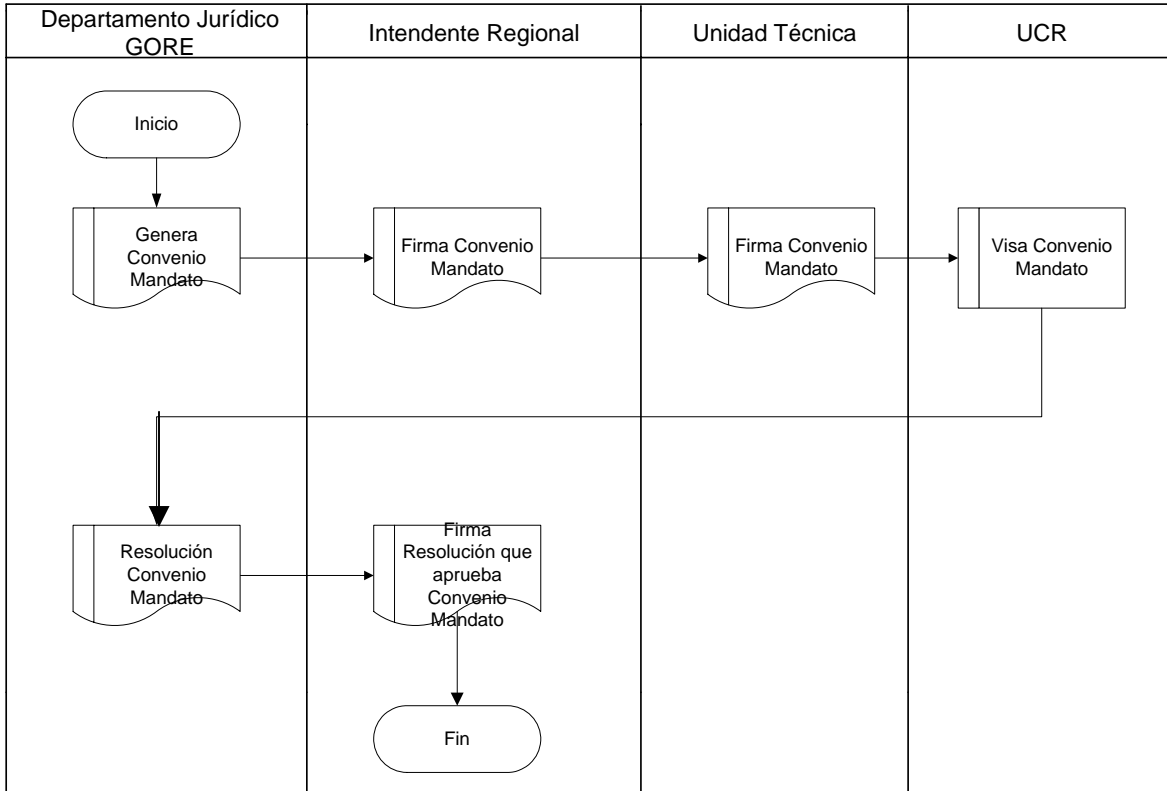 Departamento Jurídico
GORE
Intendente Regional
Unidad Técnica
UCR
Inicio
Genera
Convenio
Mandato
Firma Convenio
Mandato
Firma Convenio
Mandato
Visa Convenio
Mandato
Resolución
Convenio
Mandato
Firma
Resolución que
aprueba
Convenio
Mandato
Fin